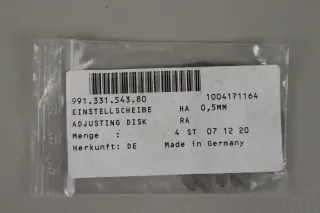 991.331.543.80 1004171164
EINSTELLSCHEIBE HA 0,5MM
ADJUSTING DISK RA
Menge : 4 ST 07 12 20
Herkunft: DE Made in Germany